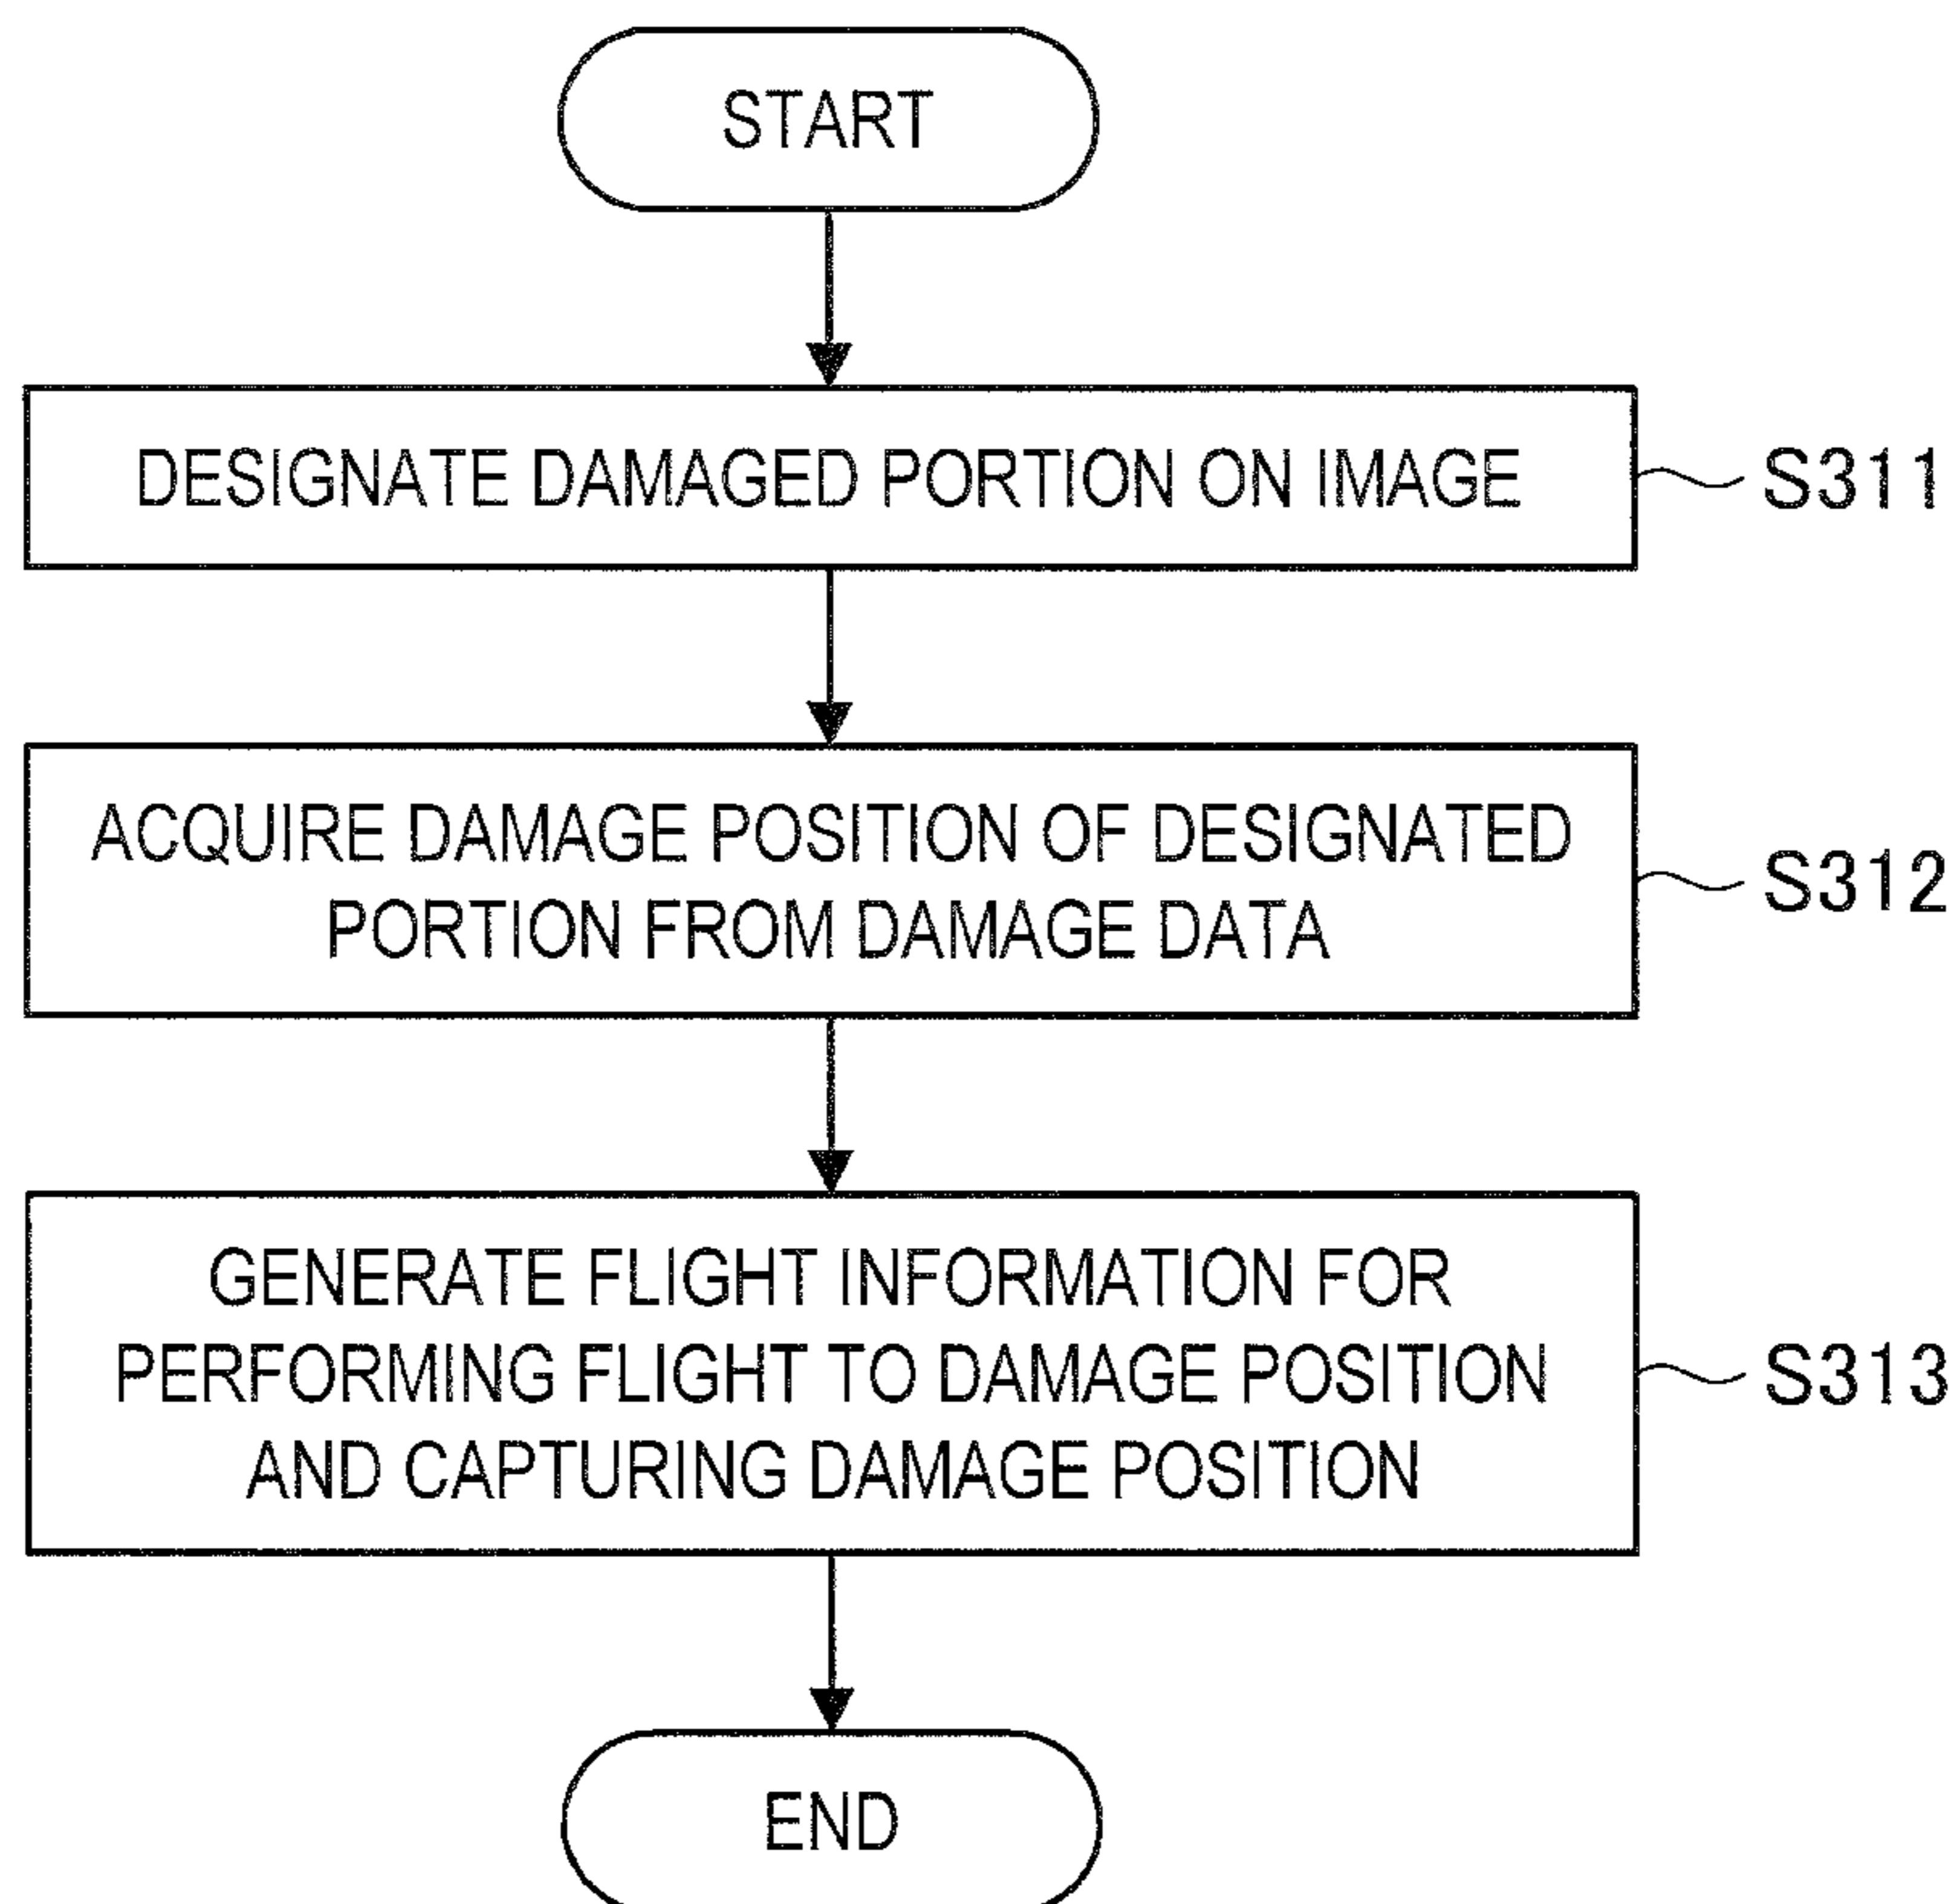 START
DESIGNATE DAMAGED PORTION ON IMAGE
S311
ACQUIRE DAMAGE POSITION OF DESIGNATED
PORTION FROM DAMAGE DATA
S312
GENERATE FLIGHT INFORMATION FOR
PERFORMING FLIGHT TO DAMAGE POSITION
AND CAPTURING DAMAGE POSITION
S313
END